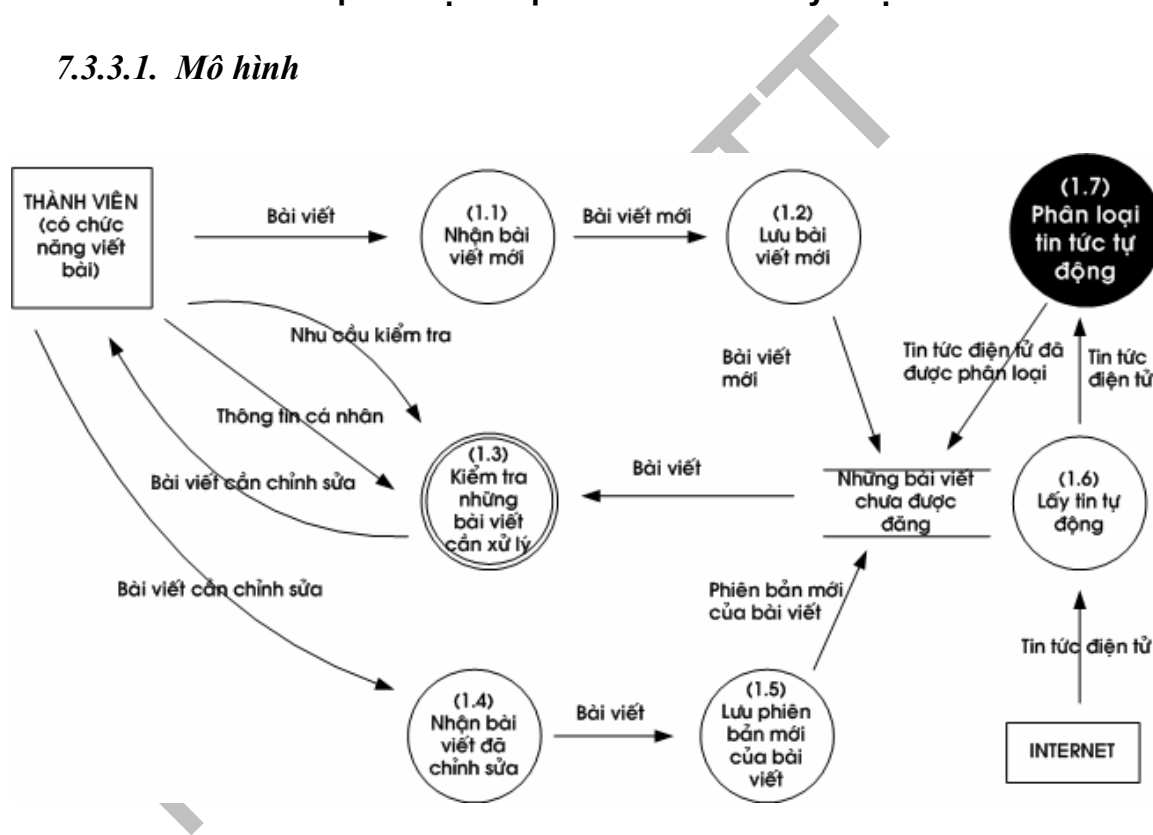 7.3.3.1. Mô hình
THÀNH VIÊN
(có chức
năng viết
bài)
Bài viết
(1.1)
Nhận bài
viết mới
Bài viết mới
(1.2)
Lưu bài
viết mới
(1.7)
Phân loại
tin tức tự
động
Nhu cầu kiểm tra
Bài viết
mới
Tin tức điện tử đã
được phân loại
Tin tức
điện tử
Thông tin cá nhân
Bài viết cần chỉnh sửa
(1.3)
Kiểm tra
những
bài viết
cần xử lý
Bài viết
Những bài viết
chưa được
đăng
(1.6)
Lấy tin tự
động
Bài viết cần chỉnh sửa
Phiên bản mới
của bài viết
Tin tức điện tử
(1.4)
Nhận bài
viết đã
chỉnh sửa
Bài viết
(1.5)
Lưu phiên
bản mới
của bài
viết
INTERNET